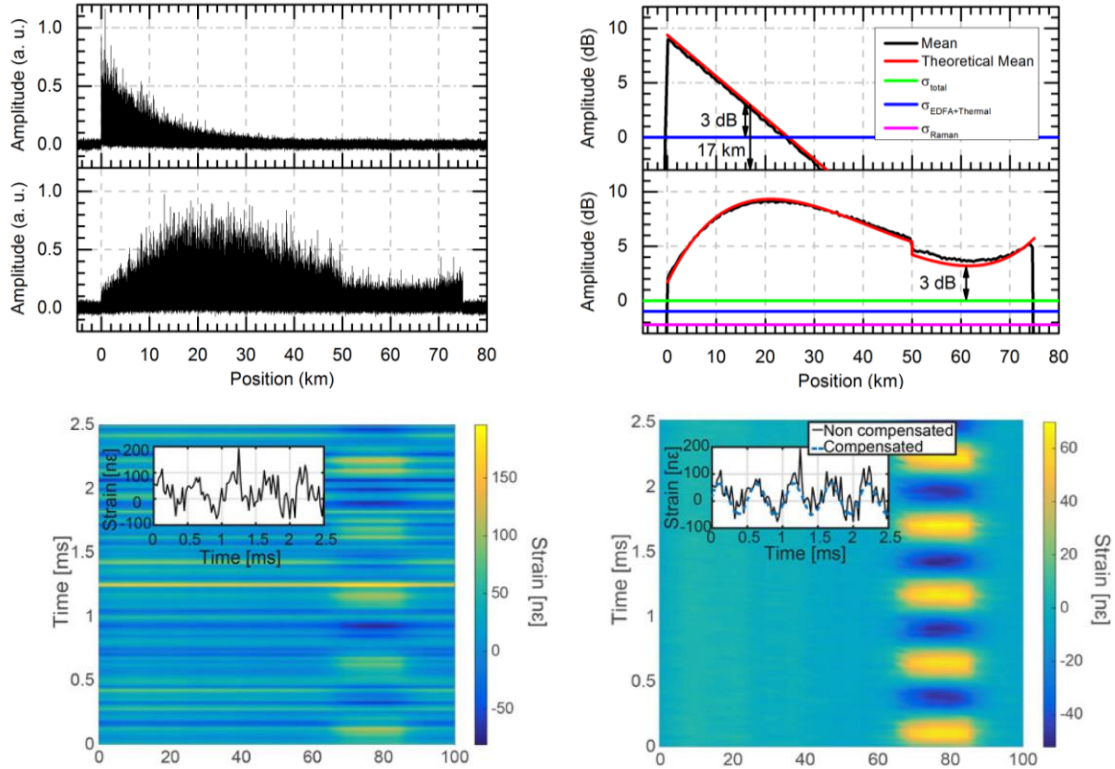 Amplitude (a. u.)
1.0
0.5
0.0
Amplitude (a. u.)
1.0
0.5
0.0
0 10 20 30 40 50 60 70 80
Position (km)
Amplitude (dB)
10
5
0
Mean
Theoretical Mean
σtotal
σEDFA+Thermal
σRaman
3 dB
17 km
Amplitude (dB)
10
5
0
3 dB
0 10 20 30 40 50 60 70 80
Position (km)
Time [ms]
2.5
2
1.5
1
0.5
0
0 20 40 60 80 100
Strain [nε]
200
100
0
-100
0 0.5 1 1.5 2 2.5
Time [ms]
150
100
50
0
-50
Strain [nε]
Time [ms]
2.5
2
1.5
1
0.5
0
0 20 40 60 80 100
Non compensated
Compensated
Strain [nε]
200
100
0
-100
0 0.5 1 1.5 2 2.5
Time [ms]
60
40
20
0
-20
-40
Strain [nε]